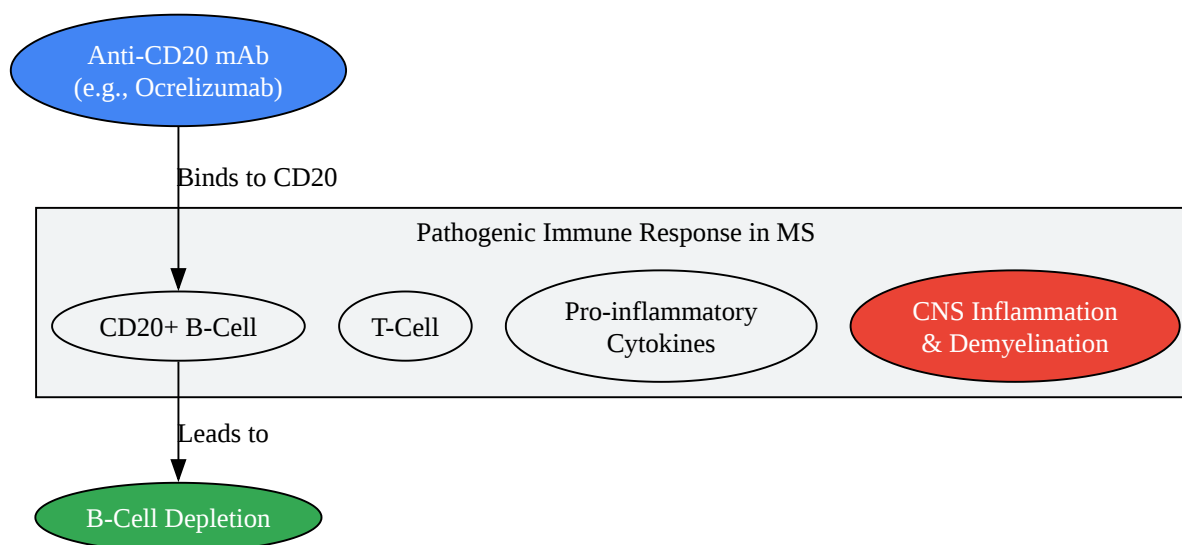 Anti-CD20 mAb
(e.g., Ocrelizumab)
Binds to CD20
Pathogenic Immune Response in MS
CD20+ B-Cell
T-Cell
Pro-inflammatory
Cytokines
CNS Inflammation
& Demyelination
Leads to
B-Cell Depletion